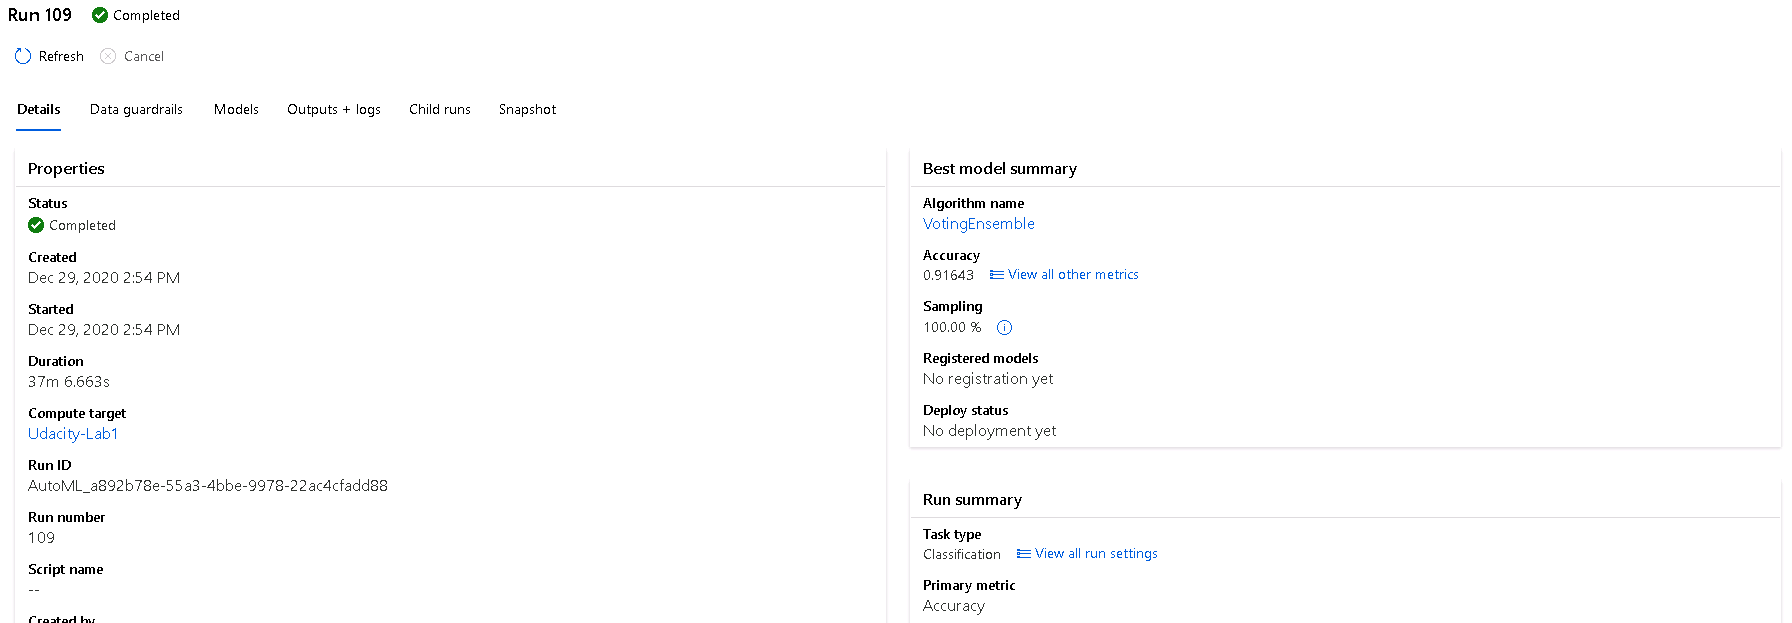 Run 109 Completed
Refresh Cancel
Details Data guardrails Models Outputs + logs Child runs Snapshot
Properties
Status
Completed
Created
Dec 29, 2020 2:54 PM
Started
Dec 29, 2020 2:54 PM
Duration
37m 6.663s
Compute target
Udacity-Lab1
Run ID
AutoML_a892b78e-55a3-4bbe-9978-22ac4cfadd88
Run number
109
Script name
--
Created by
Best model summary
Algorithm name
VotingEnsemble
Accuracy
0.91643 View all other metrics
Sampling
100.00 %
Registered models
No registration yet
Deploy status
No deployment yet
Run summary
Task type
Classification View all run settings
Primary metric
Accuracy